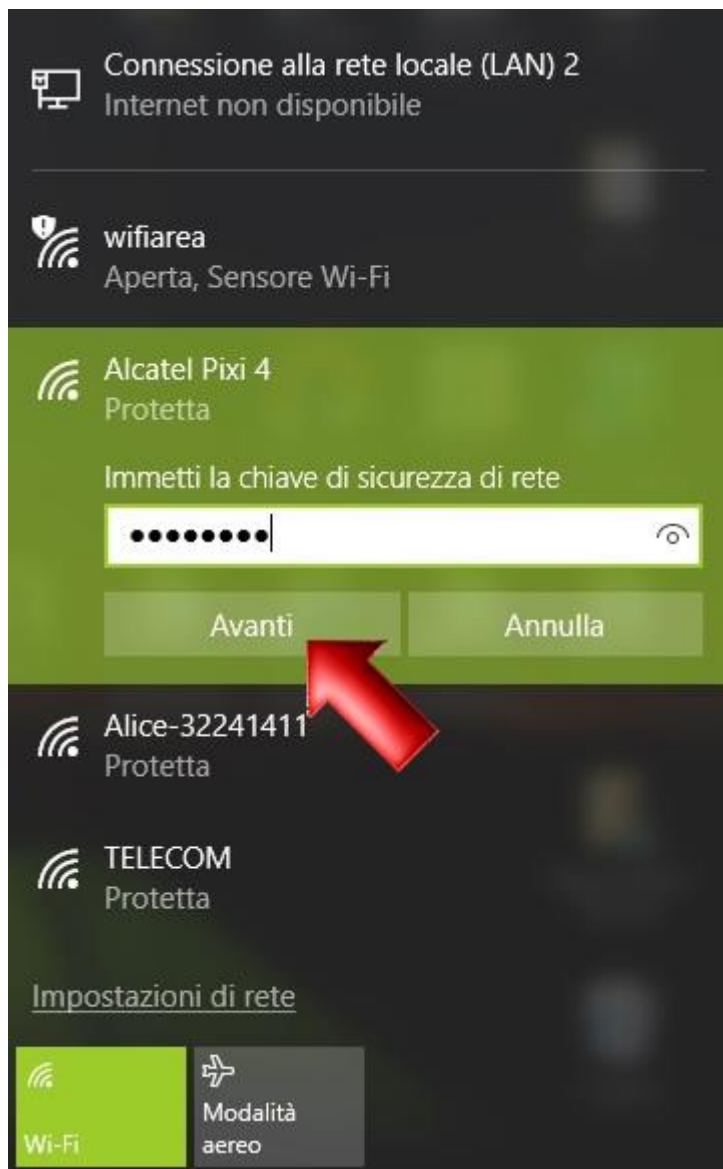 Connessione alla rete locale (LAN) 2
Internet non disponibile
wifiarea
Aperta, Sensore Wi-Fi
Alcatel Pixi 4
Protetta
Immetti la chiave di sicurezza di rete
••••••••
Avanti
Annulla
Alice-32241411
Protetta
TELECOM
Protetta
Impostazioni di rete
Wi-Fi
Modalità
aereo